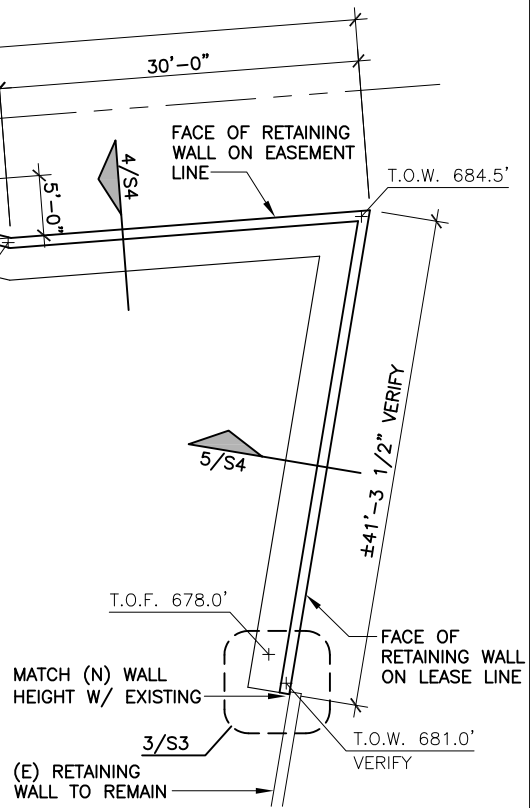 30'-0"
FACE OF RETAINING
WALL ON EASEMENT
LINE
T.O.W. 684.5'
4/S4
5'-0"
5/S4
±41'-3 1/2" VERIFY
T.O.F. 678.0'
FACE OF
RETAINING WALL
ON LEASE LINE
MATCH (N) WALL
HEIGHT W/ EXISTING
3/S3
T.O.W. 681.0'
VERIFY
(E) RETAINING
WALL TO REMAIN